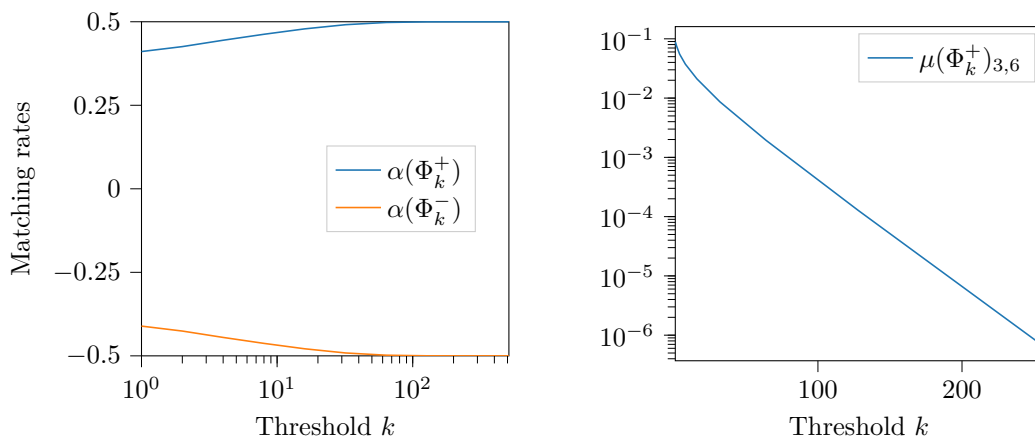 Matching rates
0.5
0.25
0
−0.25
−0.5
α(Φ_k^+)
α(Φ_k^−)
10^0
10^1
10^2
Threshold k
10^−1
10^−2
10^−3
10^−4
10^−5
10^−6
μ(Φ_k^+)_{3,6}
100
200
Threshold k